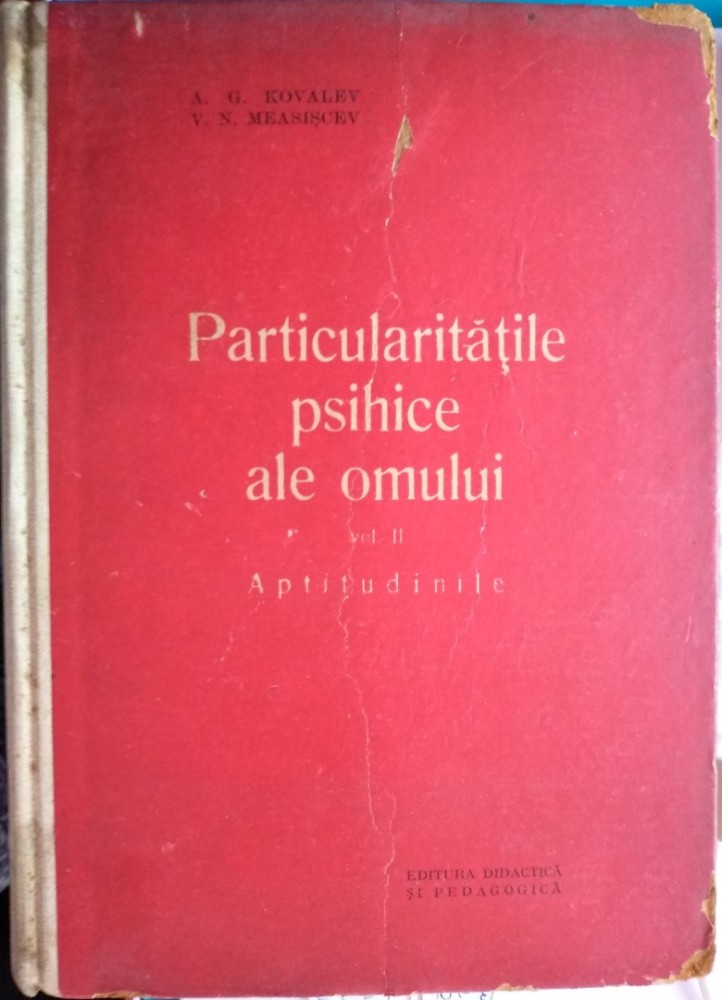 A. G. KOVALEV
V. N. MEASIȘCEV
Particularitățile
psihice
ale omului
vol. II
Aptitudinile
EDITURA DIDACTICĂ
ȘI PEDAGOGICĂ